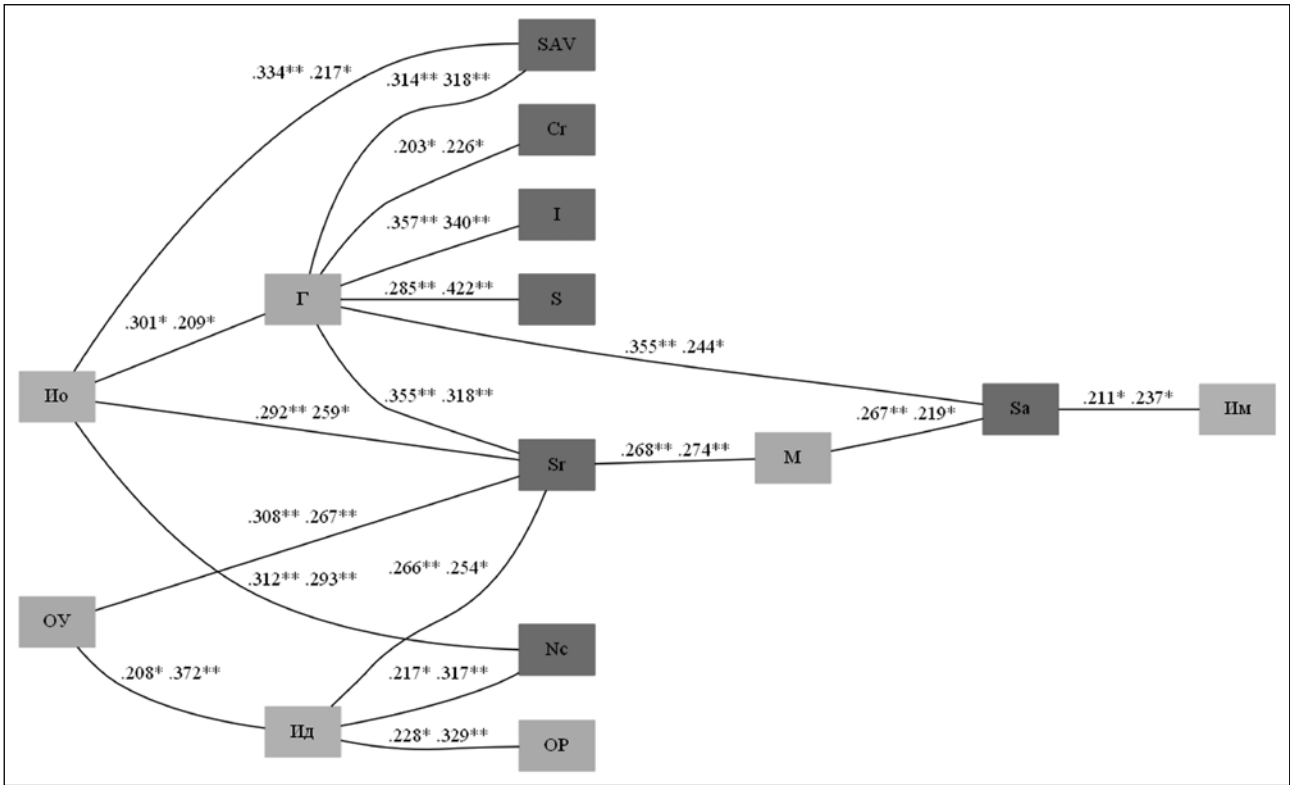 SAV
.334** .217*
.314** 318**
Cr
.203* .226*
I
.357** 340**
Г
.285** .422**
S
.301* .209*
.355** .244*
Ио
.355** .318**
.292** 259*
Sa
.211* .237*
Им
.267** .219*
Sr
.268** .274**
М
.308** .267**
.312** .293**
.266** .254*
ОУ
Nc
.208* .372**
.217* .317**
Ид
.228* .329**
ОР